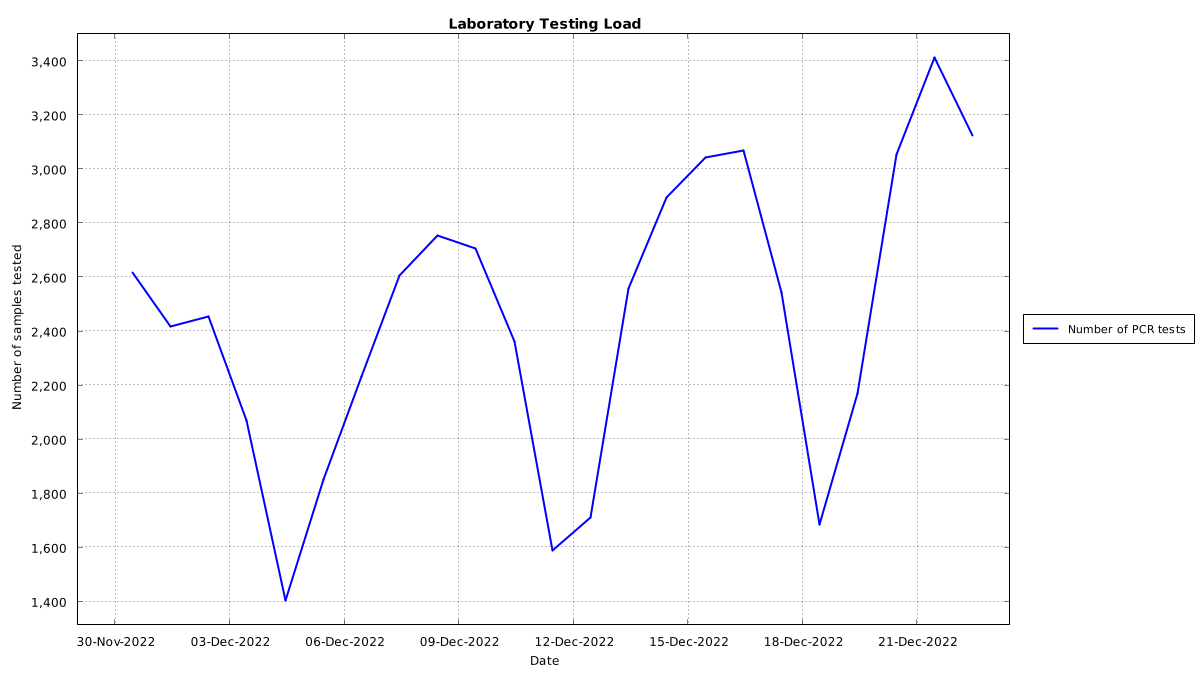 Laboratory Testing Load
3,400
3,200
3,000
2,800
2,600
2,400
2,200
2,000
1,800
1,600
1,400
Number of samples tested
30-Nov-2022 03-Dec-2022 06-Dec-2022 09-Dec-2022 12-Dec-2022 15-Dec-2022 18-Dec-2022 21-Dec-2022
Date
Number of PCR tests